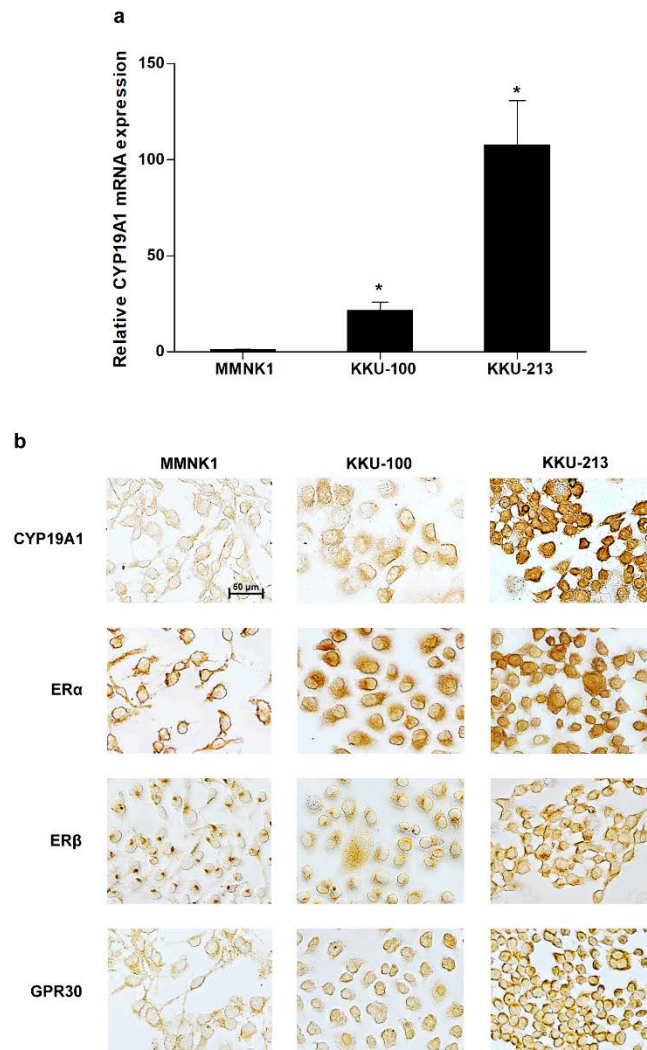 a
Relative CYP19A1 mRNA expression
150
100
50
0
*
*
MMNK1 KKU-100 KKU-213
b
MMNK1 KKU-100 KKU-213
CYP19A1
50 µm
ERα
ERβ
GPR30